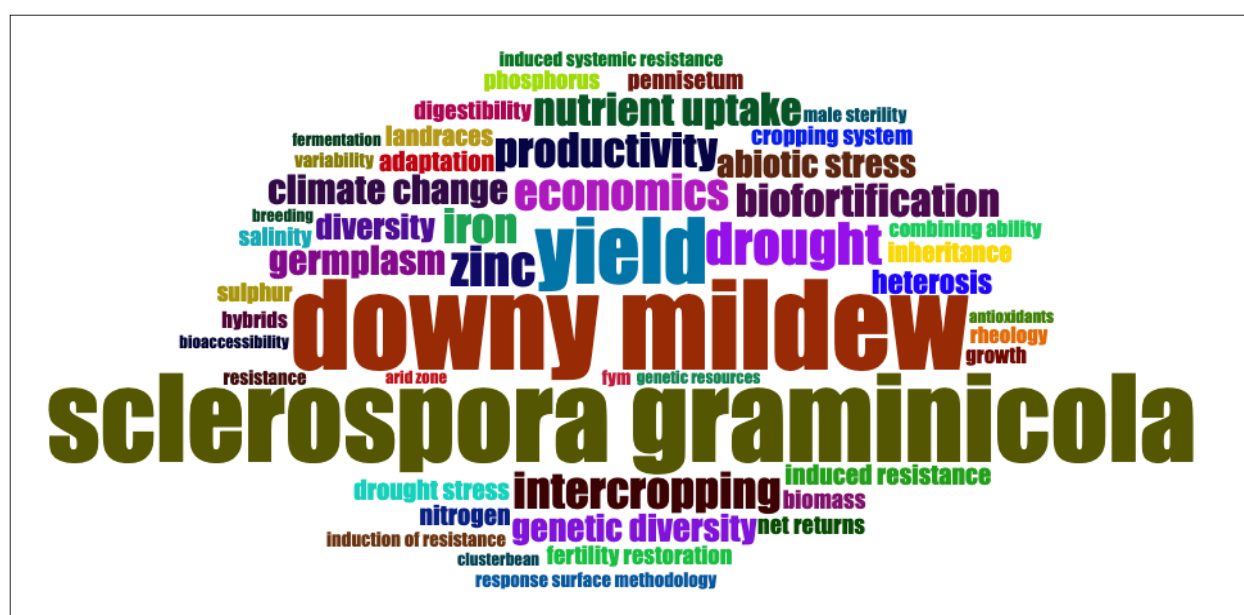 induced systemic resistance
phosphorus pennisetum
digestibility nutrient uptake male sterility
fermentation landraces productivity cropping system
variability adaptation abiotic stress
climate change economics biofortification
breeding diversity iron yield drought combining ability
salinity germplasm zinc inheritance
heterosis
sulphur downy mildew
hybrids antioxidants
bioaccessibility rheology
growth
resistance arid zone fym genetic resources
sclerospora graminicola
drought stress intercropping induced resistance
nitrogen genetic diversity biomass
induction of resistance net returns
clusterbean fertility restoration
response surface methodology